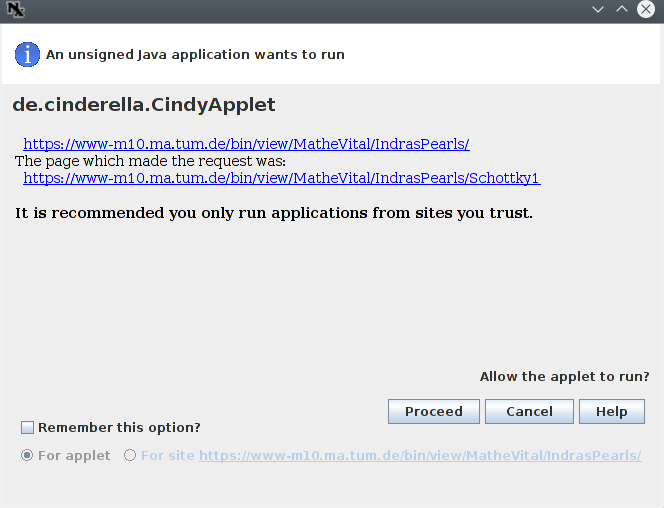 An unsigned Java application wants to run
de.cinderella.CindyApplet
https://www-m10.ma.tum.de/bin/view/MatheVital/IndrasPearls/
The page which made the request was:
https://www-m10.ma.tum.de/bin/view/MatheVital/IndrasPearls/Schottky1
It is recommended you only run applications from sites you trust.
Allow the applet to run?
Proceed Cancel Help
Remember this option?
For applet For site https://www-m10.ma.tum.de/bin/view/MatheVital/IndrasPearls/